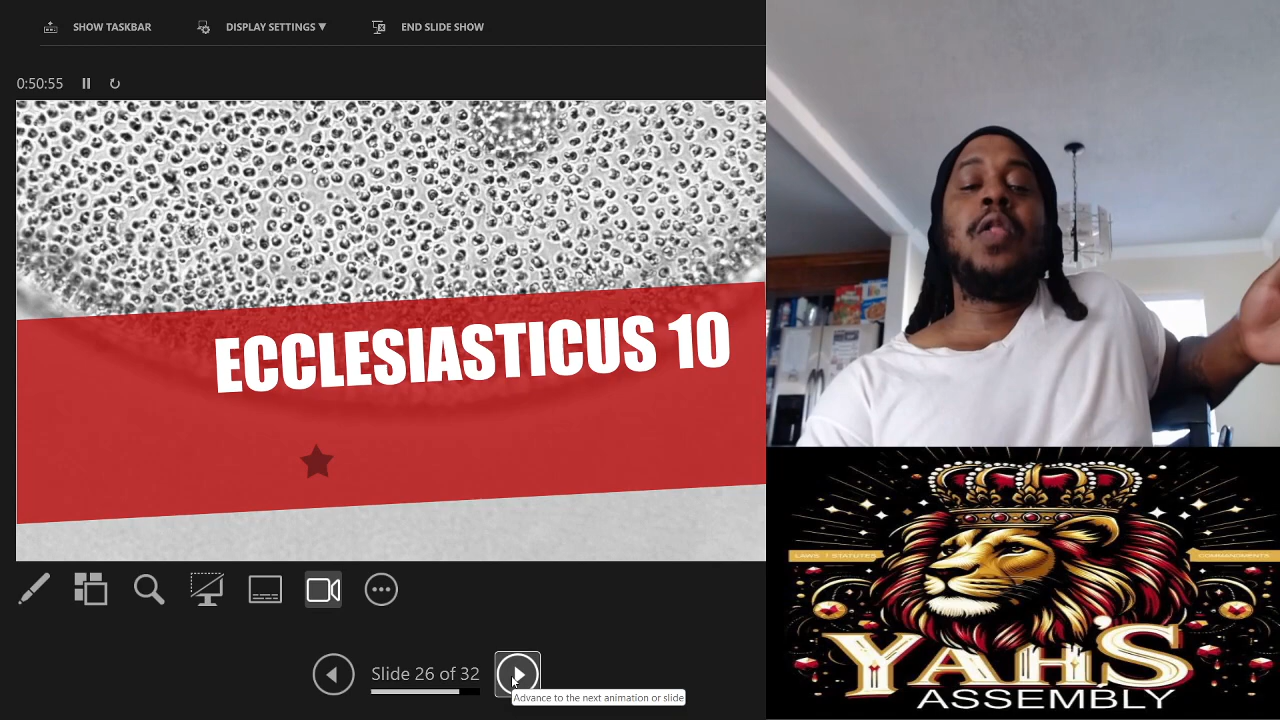 SHOW TASKBAR
DISPLAY SETTINGS ▼
END SLIDE SHOW
0:50:55
ECCLESIASTICUS 10
Slide 26 of 32
Advance to the next animation or slide
LAWS
STATUTES
COMMANDMENTS
YAH'S
ASSEMBLY